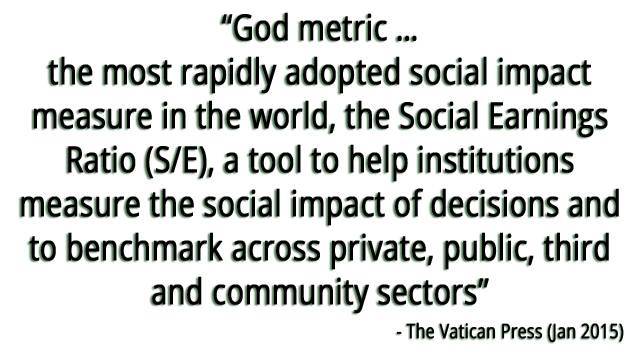 “God metric ...
the most rapidly adopted social impact
measure in the world, the Social Earnings
Ratio (S/E), a tool to help institutions
measure the social impact of decisions and
to benchmark across private, public, third
and community sectors”
- The Vatican Press (Jan 2015)